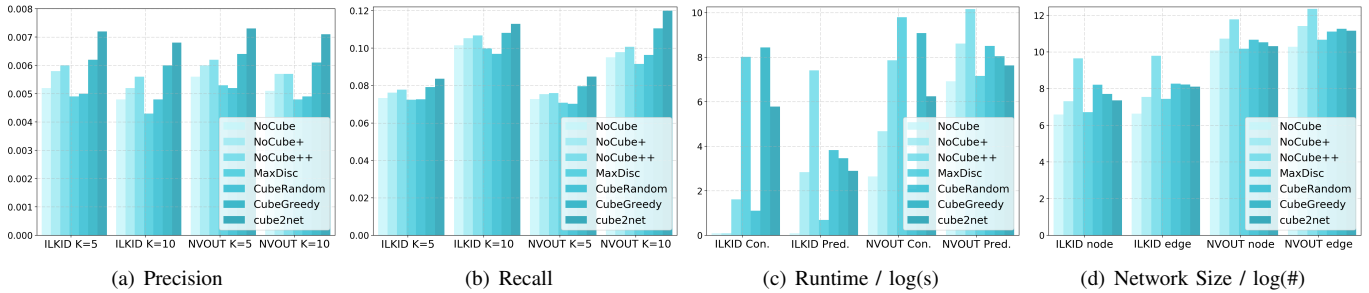 0.008
0.007
0.006
0.005
0.004
0.003
0.002
0.001
0.000
ILKID K=5 ILKID K=10 NVOUT K=5 NVOUT K=10
NoCube
NoCube+
NoCube++
MaxDisc
CubeRandom
CubeGreedy
cube2net
(a) Precision
0.12
0.10
0.08
0.06
0.04
0.02
0.00
ILKID K=5 ILKID K=10 NVOUT K=5 NVOUT K=10
NoCube
NoCube+
NoCube++
MaxDisc
CubeRandom
CubeGreedy
cube2net
(b) Recall
10
8
6
4
2
0
ILKID Con. ILKID Pred. NVOUT Con. NVOUT Pred.
NoCube
NoCube+
NoCube++
MaxDisc
CubeRandom
CubeGreedy
cube2net
(c) Runtime / log(s)
12
10
8
6
4
2
0
ILKID node ILKID edge NVOUT node NVOUT edge
NoCube
NoCube+
NoCube++
MaxDisc
CubeRandom
CubeGreedy
cube2net
(d) Network Size / log(#)